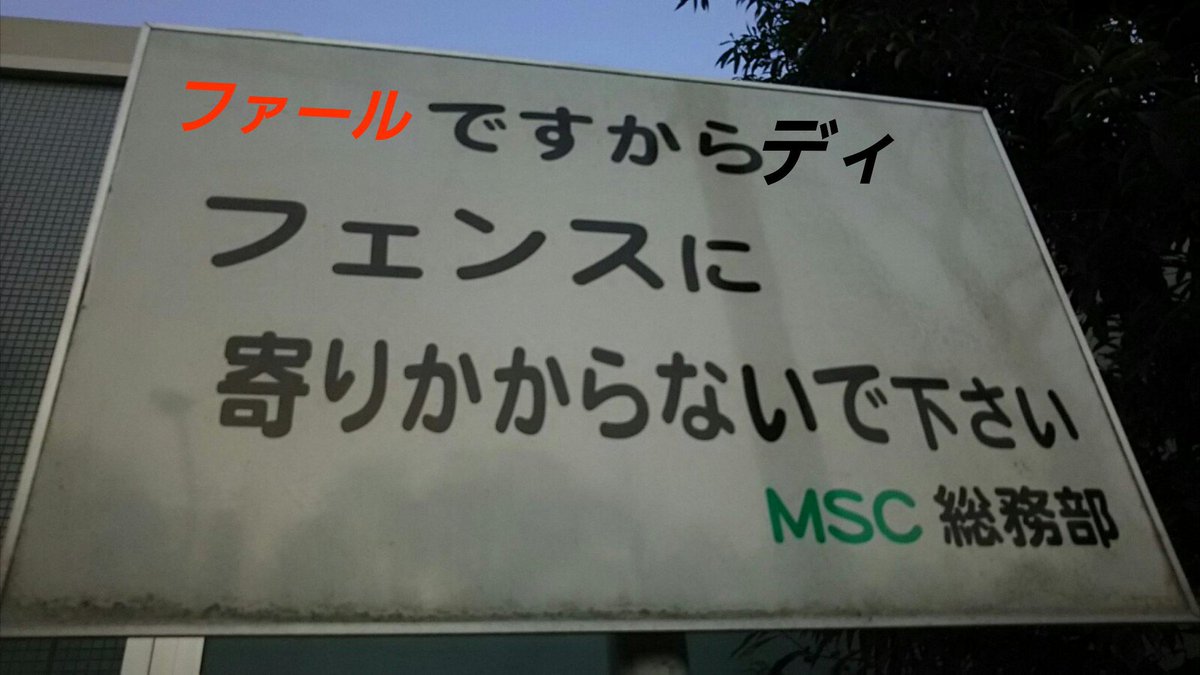 ファールですからディ
フェンスに
寄りかからないで下さい
MSC 総務部